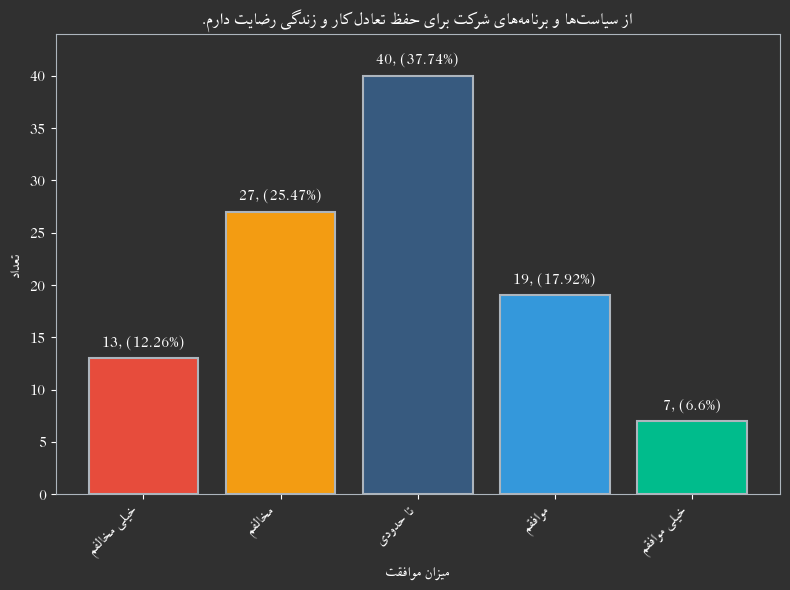 از سیاست‌ها و برنامه‌های شرکت برای حفظ تعادل کار و زندگی رضایت دارم.
40, (37.74%)
27, (25.47%)
19, (17.92%)
13, (12.26%)
7, (6.6%)
تعداد
40
35
30
25
20
15
10
5
0
خیلی مخالفم
مخالفم
تا حدودی
موافقم
خیلی موافقم
میزان موافقت